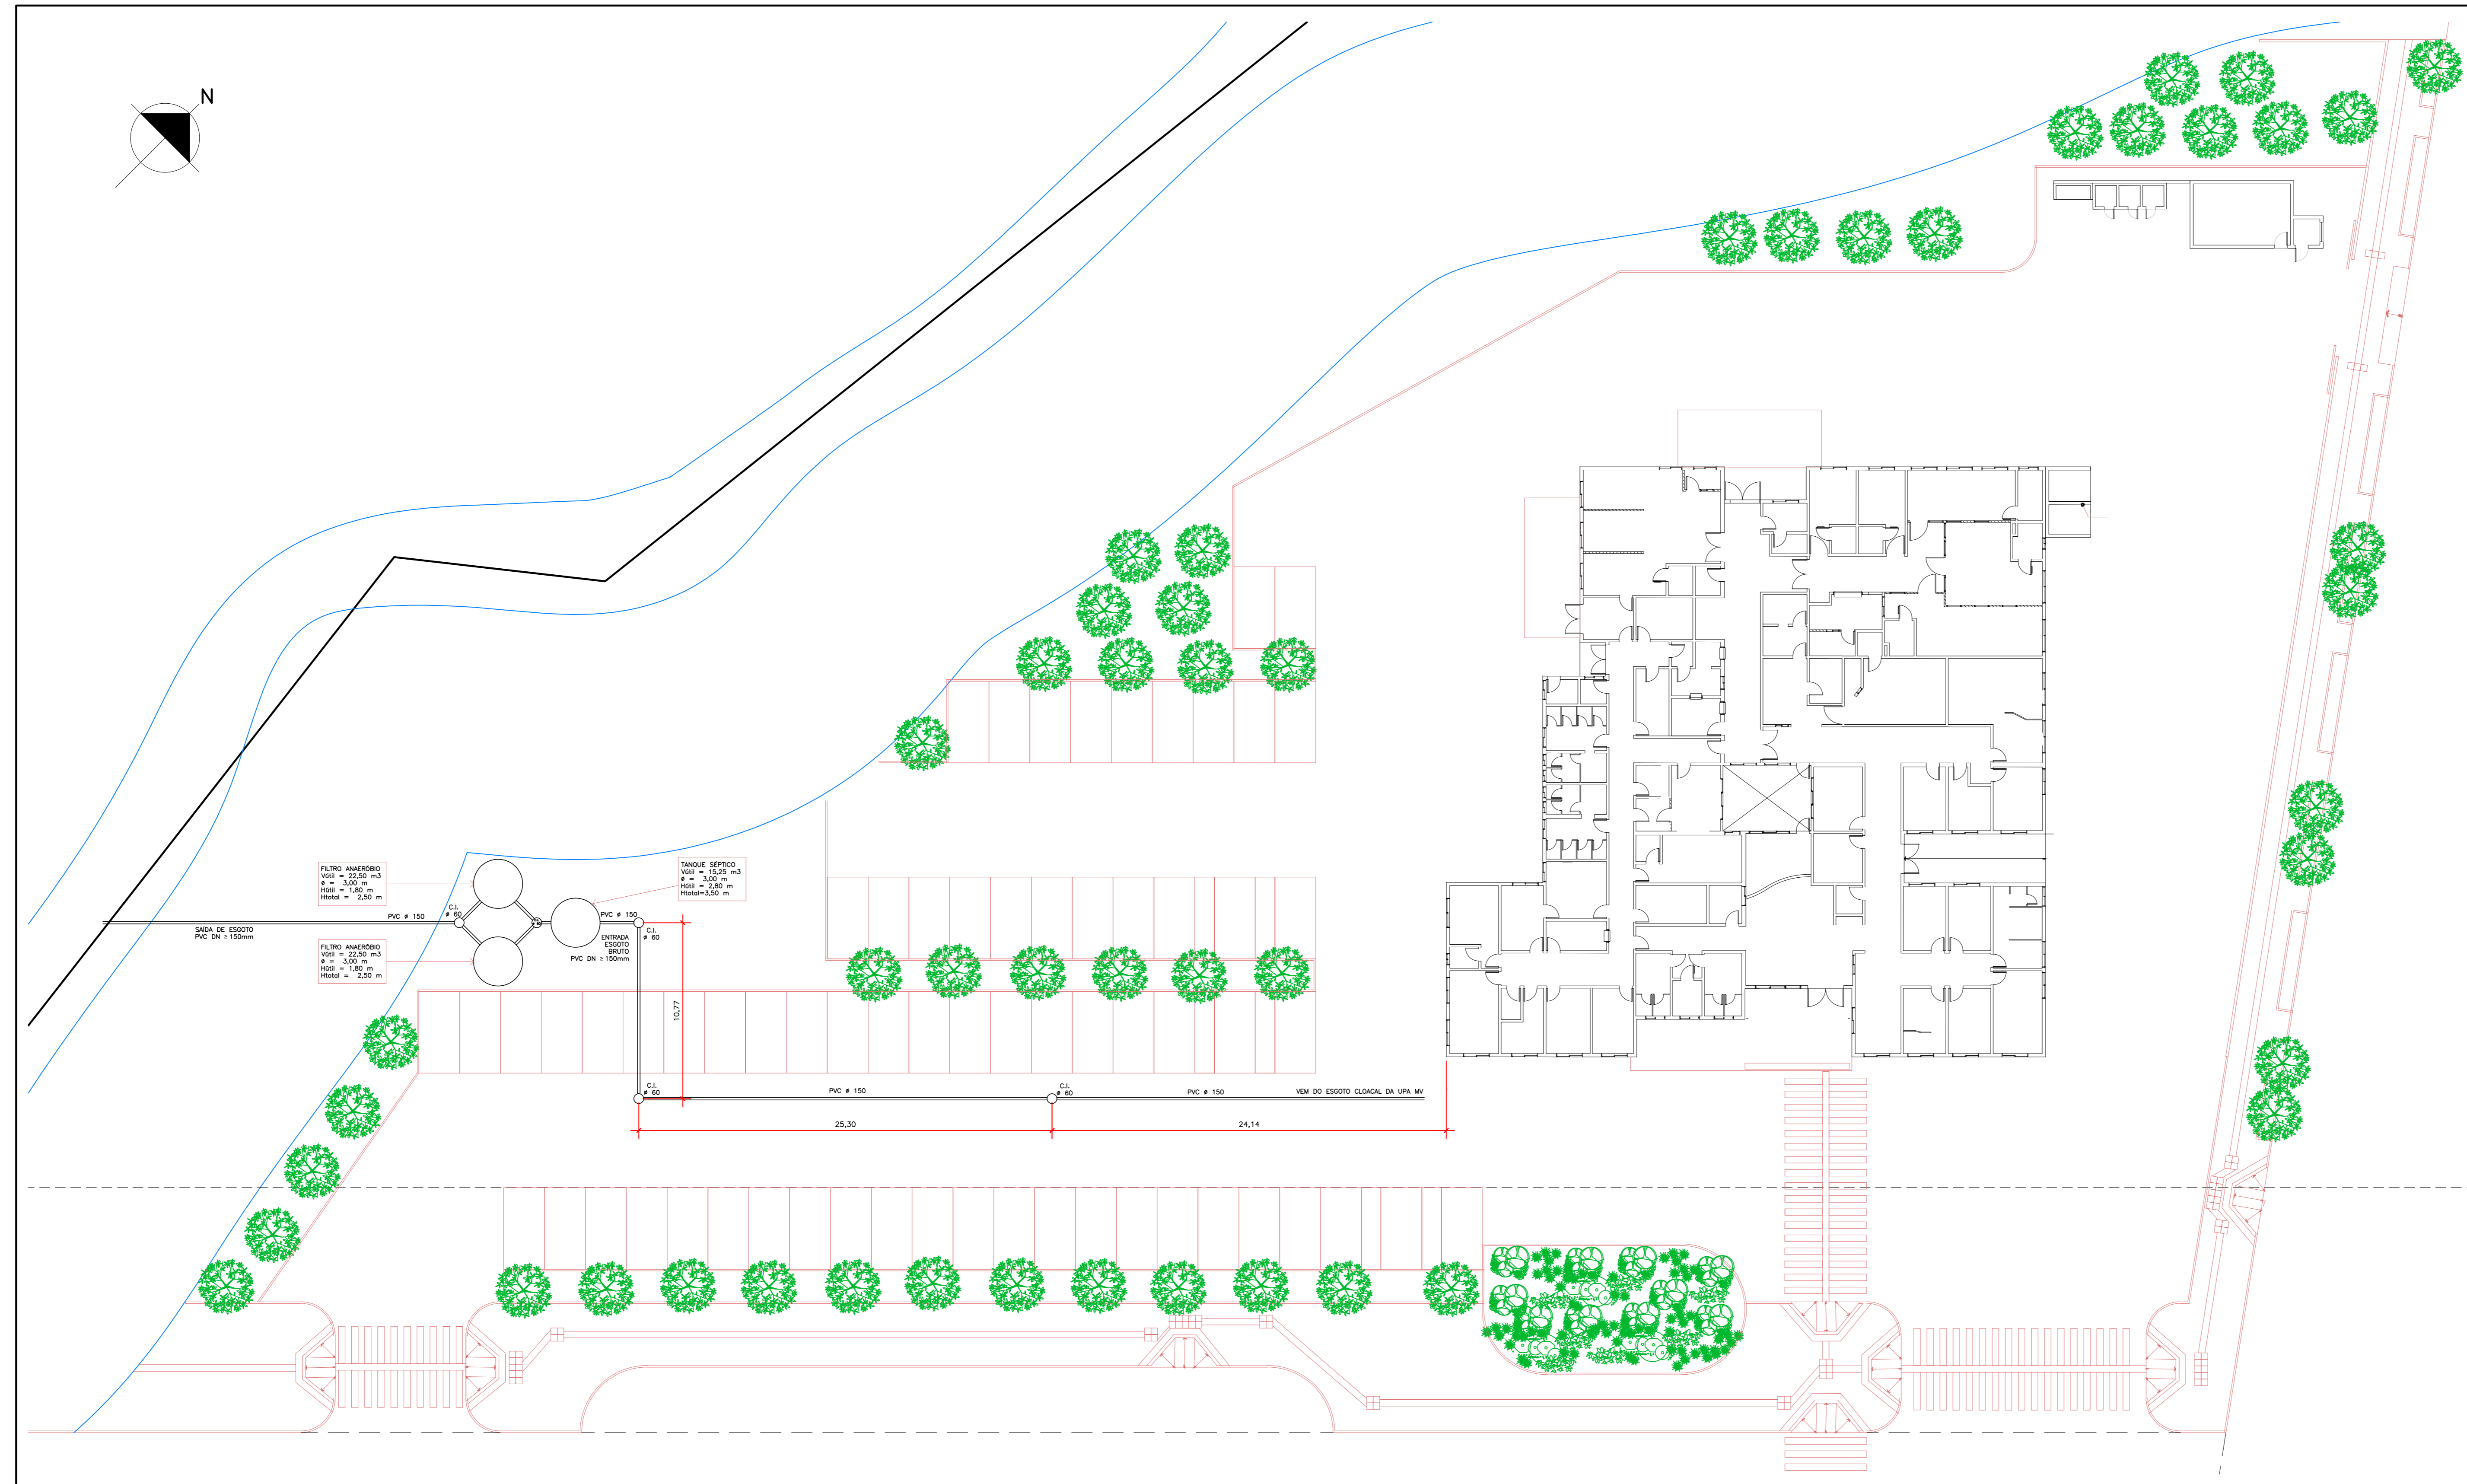 N
FILTRO ANAERÓBIO
Vútil = 22,50 m3
ø = 3,00 m
Hútil = 1,80 m
Htotal = 2,50 m
TANQUE SÉPTICO
Vútil = 15,25 m3
ø = 3,00 m
Hútil = 2,80 m
Htotal=3,50 m
PVC ø 150
C.I.
ø 60
PVC ø 150
SAÍDA DE ESGOTO
PVC DN ≥150mm
C.I.
ø 60
ENTRADA
ESGOTO
BRUTO
PVC DN ≥150mm
FILTRO ANAERÓBIO
Vútil = 22,50 m3
ø = 3,00 m
Hútil = 1,80 m
Htotal = 2,50 m
10,77
C.I.
ø 60
PVC ø 150
C.I.
ø 60
PVC ø 150
VEM DO ESGOTO CLOACAL DA UPA MV
25,30
24,14